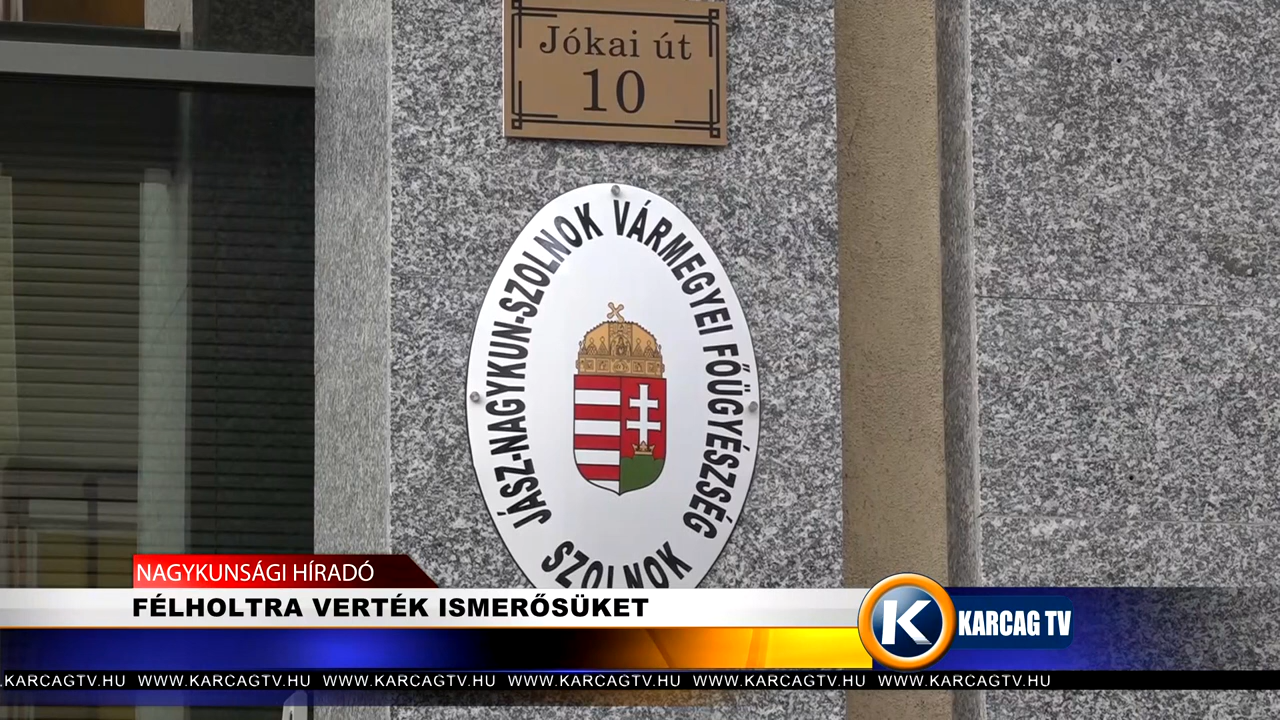 Jókai út
10
JÁSZ-NAGYKUN-SZOLNOK VÁRMEGYEI FŐÜGYÉSZSÉG
SZOLNOK
NAGYKUNSÁGI HÍRADÓ
FÉLHOLTRA VERTÉK ISMERŐSÜKET
K KARCAG TV
.KARCAGTV.HU WWW.KARCAGTV.HU WWW.KARCAGTV.HU WWW.KARCAGTV.HU WWW.KARCAGTV.HU WWW.KARCAGTV.HU